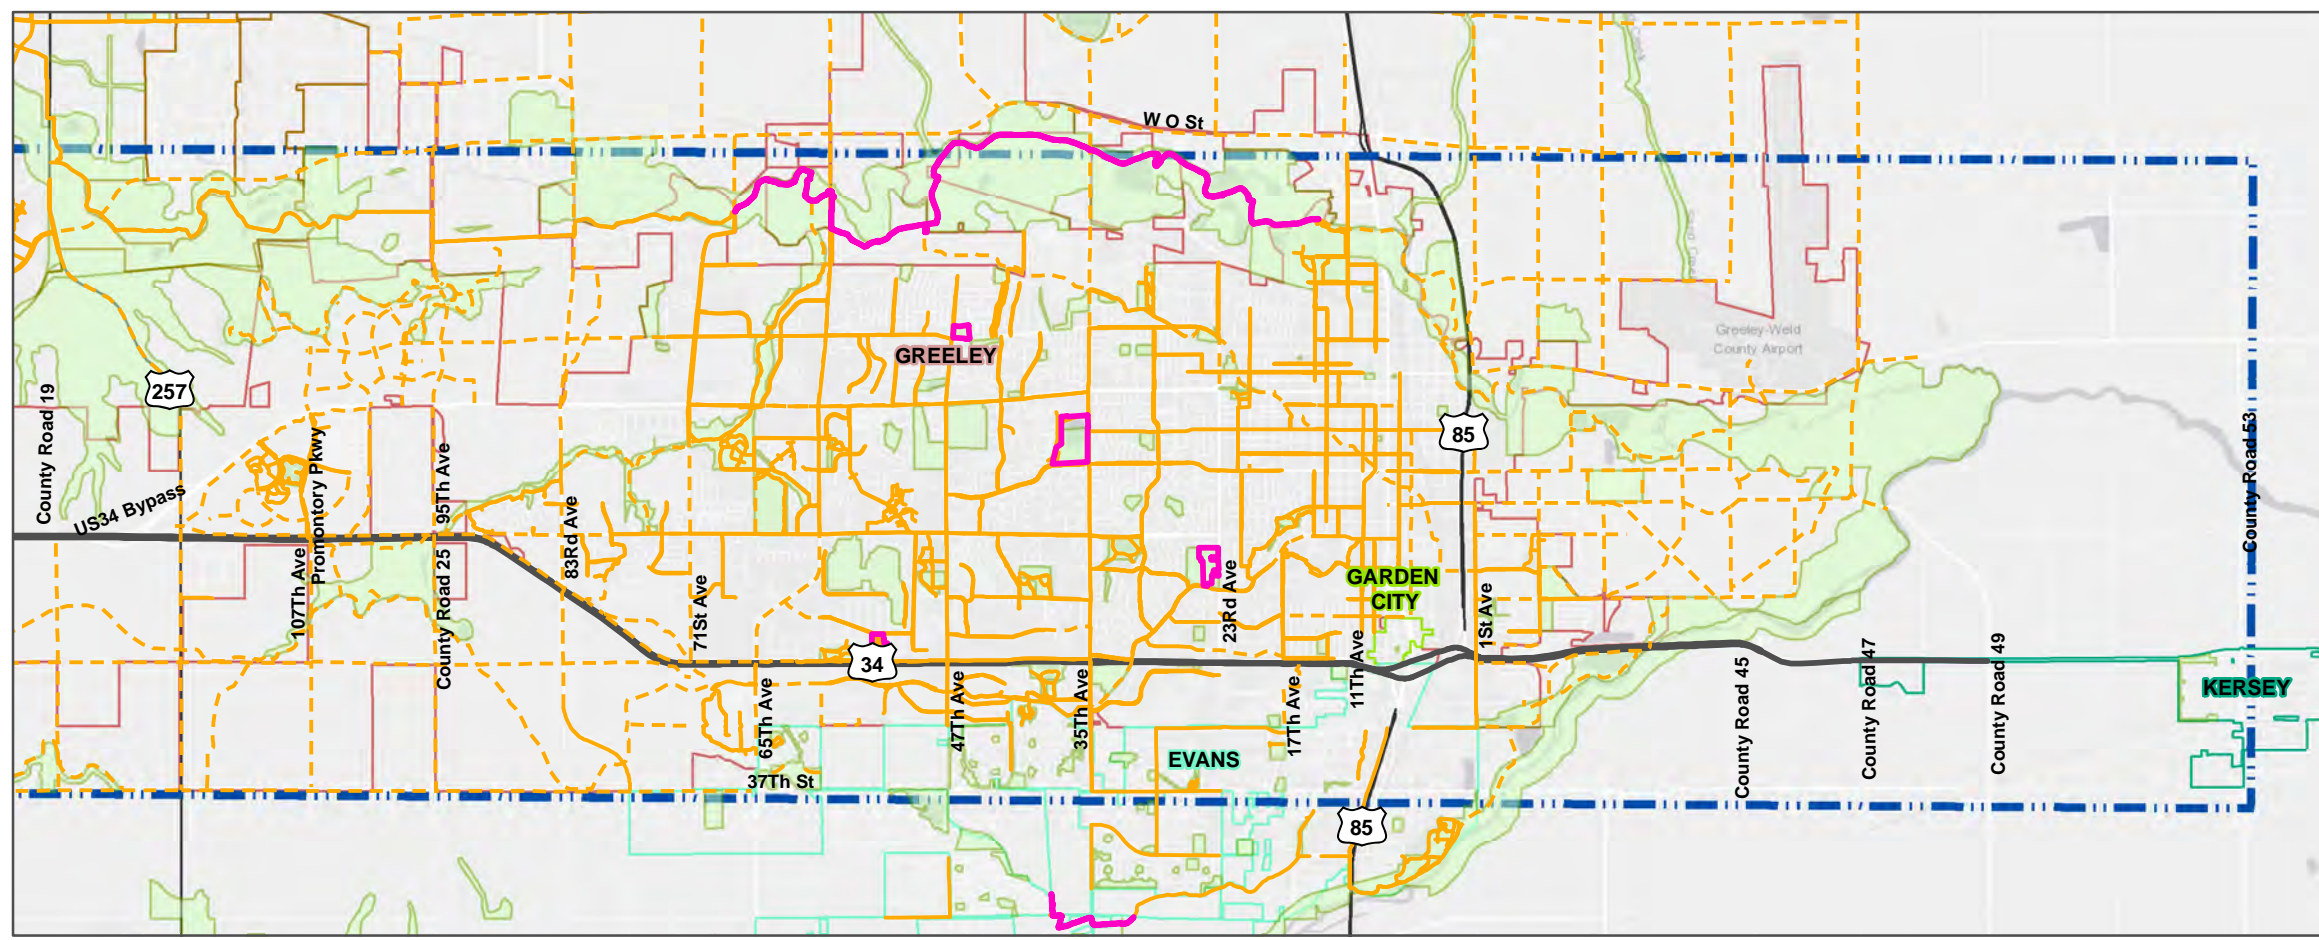 W O St
Greeley-Weld
County Airport
GREELEY
257
County Road 19
85
County Road 53
US34 Bypass
Promontory Pkwy
95Th Ave
83Rd Ave
107Th Ave
County Road 25
71St Ave
GARDEN
CITY
23Rd Ave
1St Ave
34
11Th Ave
65Th Ave
47Th Ave
35Th Ave
17Th Ave
County Road 45
County Road 47
County Road 49
KERSEY
EVANS
37Th St
85